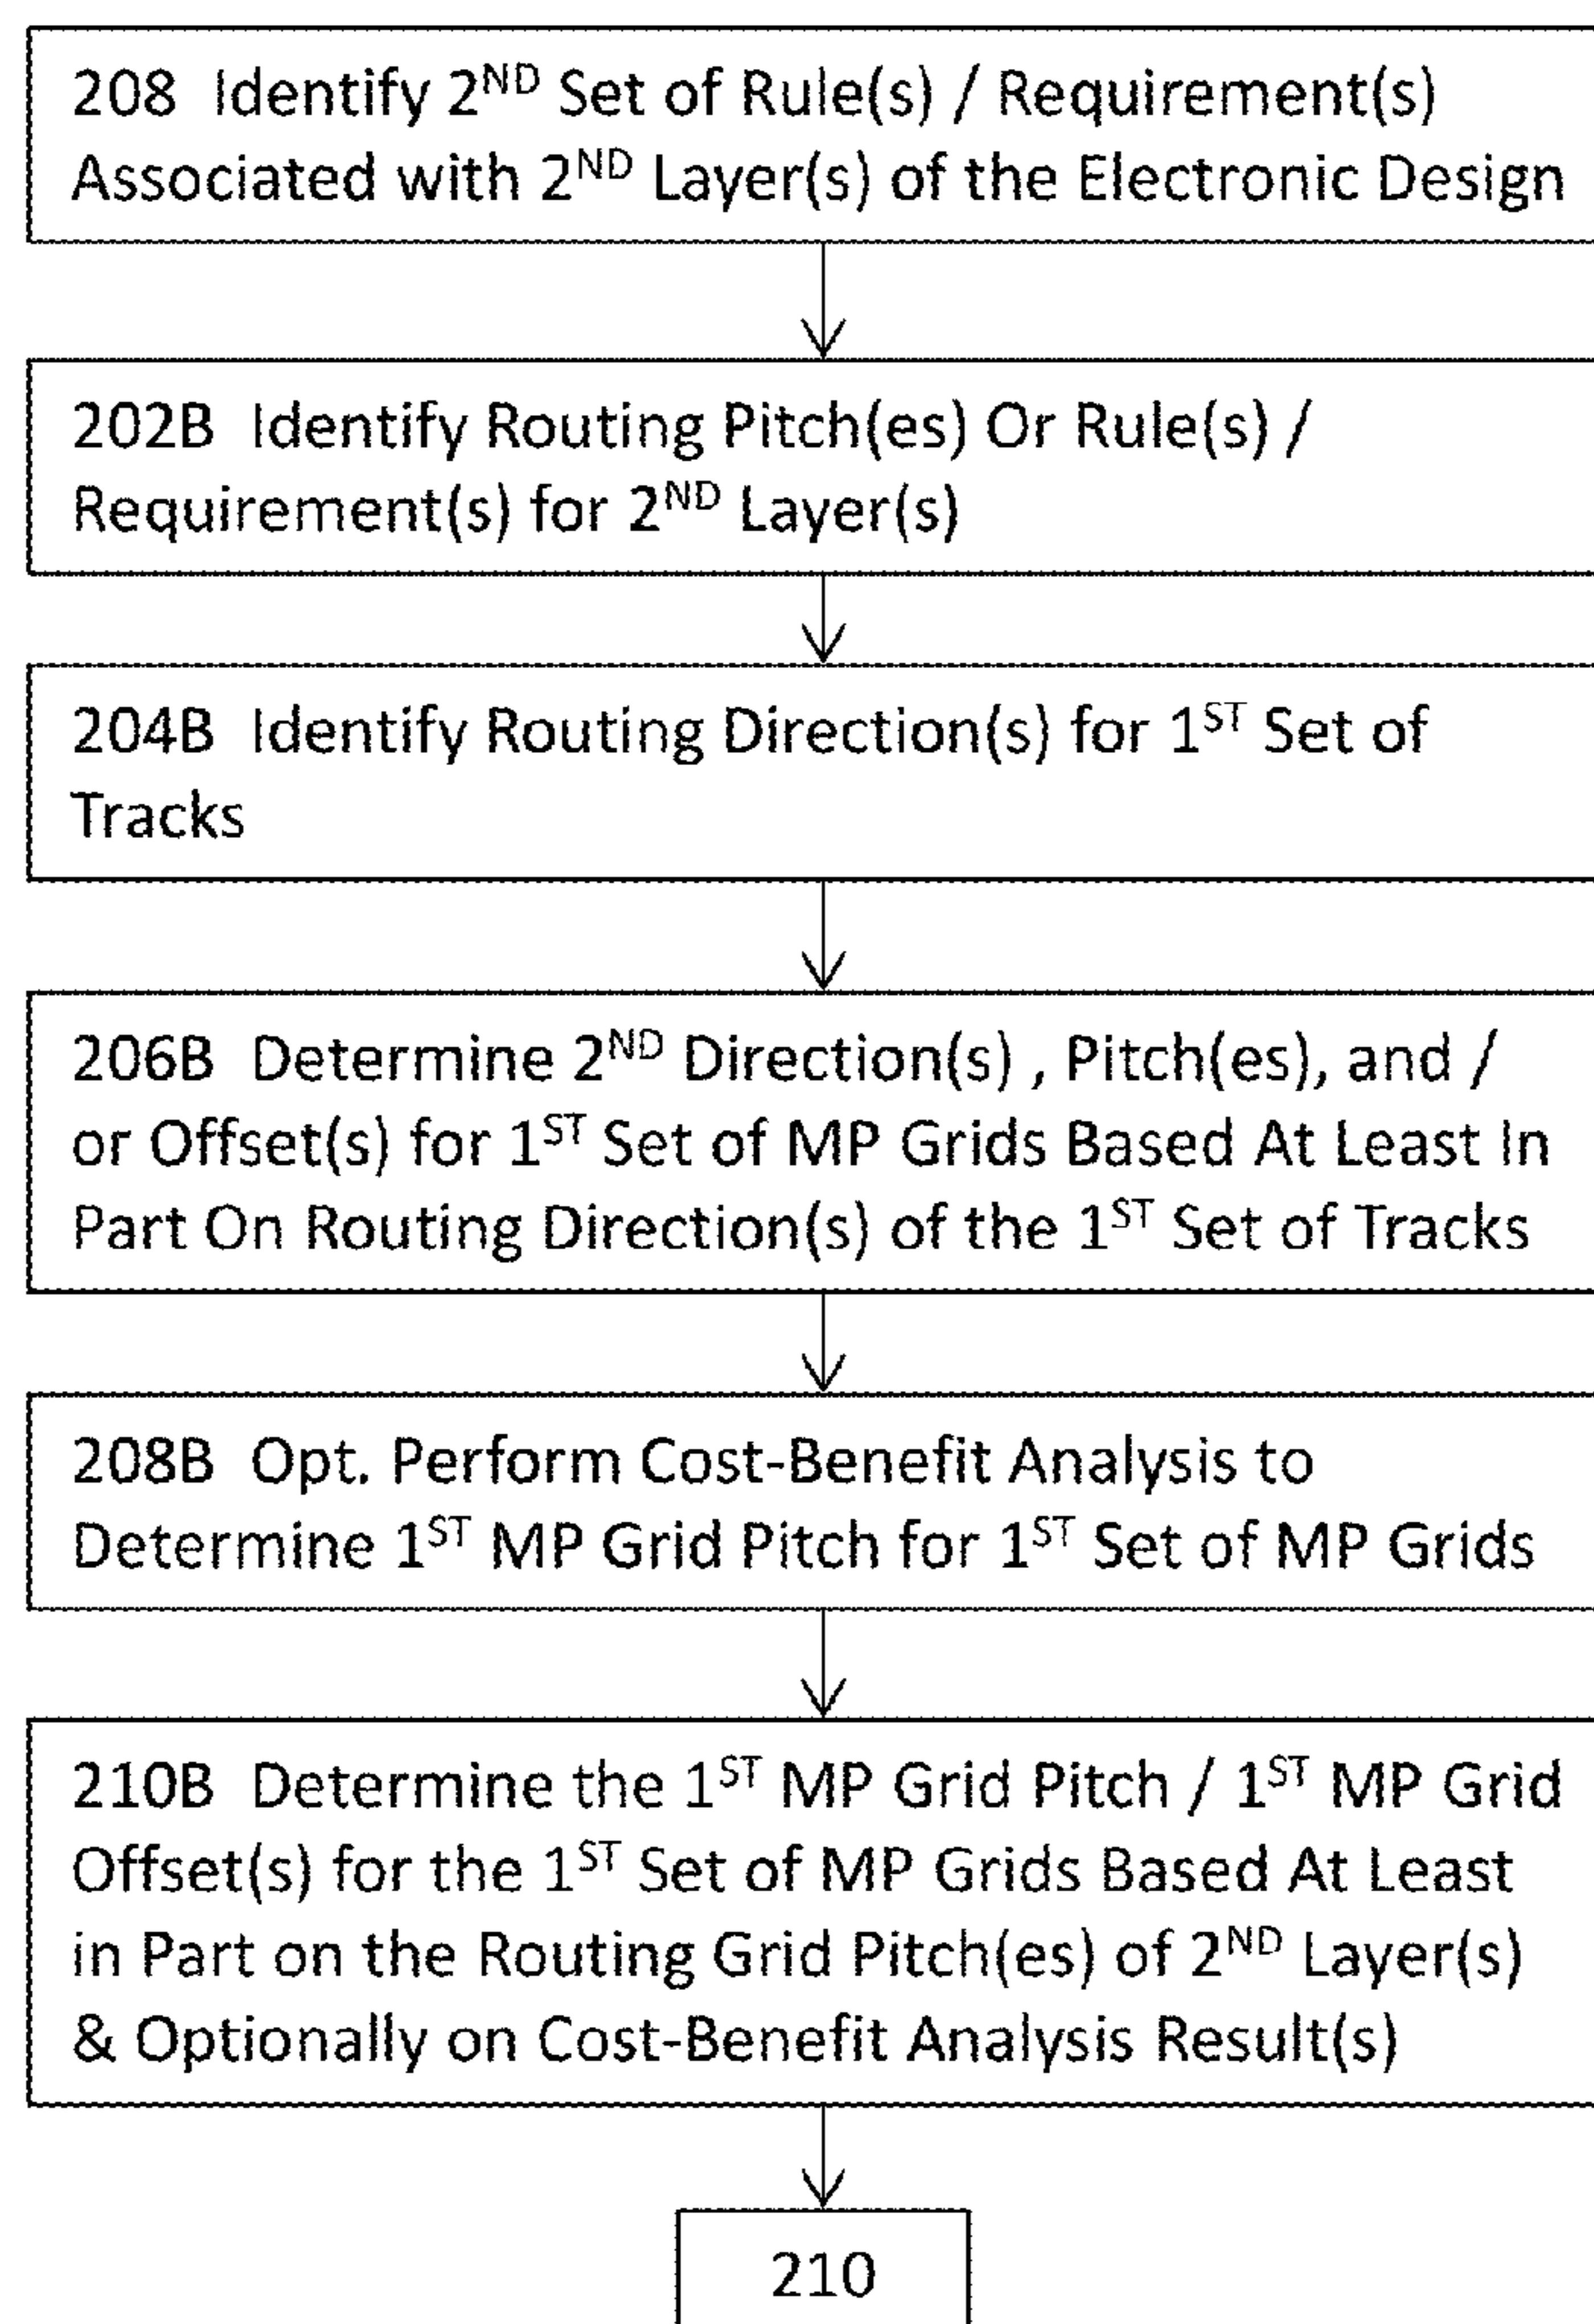 208 Identify 2ND Set of Rule(s) / Requirement(s)
Associated with 2ND Layer(s) of the Electronic Design
202B Identify Routing Pitch(es) Or Rule(s) /
Requirement(s) for 2ND Layer(s)
204B Identify Routing Direction(s) for 1ST Set of
Tracks
206B Determine 2ND Direction(s) , Pitch(es), and /
or Offset(s) for 1ST Set of MP Grids Based At Least In
Part On Routing Direction(s) of the 1ST Set of Tracks
208B Opt. Perform Cost-Benefit Analysis to
Determine 1ST MP Grid Pitch for 1ST Set of MP Grids
210B Determine the 1ST MP Grid Pitch / 1ST MP Grid
Offset(s) for the 1ST Set of MP Grids Based At Least
in Part on the Routing Grid Pitch(es) of 2ND Layer(s)
& Optionally on Cost-Benefit Analysis Result(s)
210